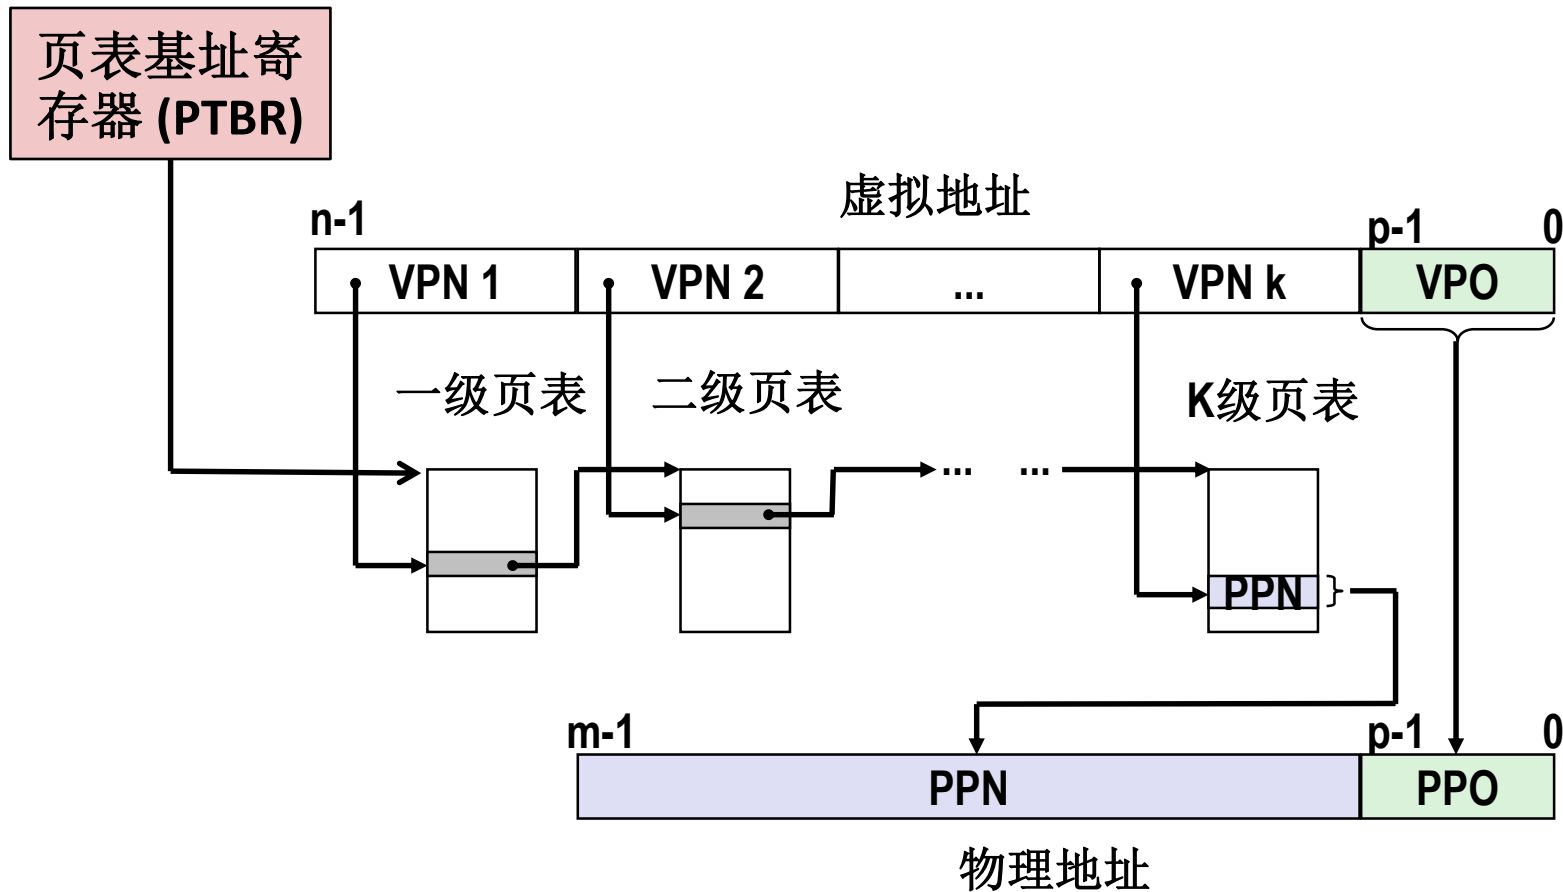 页表基址寄
存器 (PTBR)
虚拟地址
n-1
p-1
0
VPN 1
VPN 2
...
VPN k
VPO
一级页表
二级页表
K级页表
...
...
PPN
m-1
p-1
0
PPN
PPO
物理地址